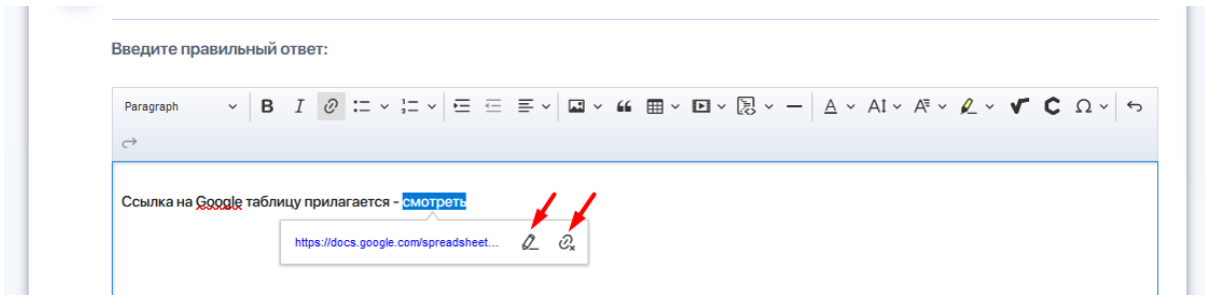 Введите правильный ответ:
Paragraph
Ссылка на Google таблицу прилагается - смотреть
https://docs.google.com/spreadsheet...